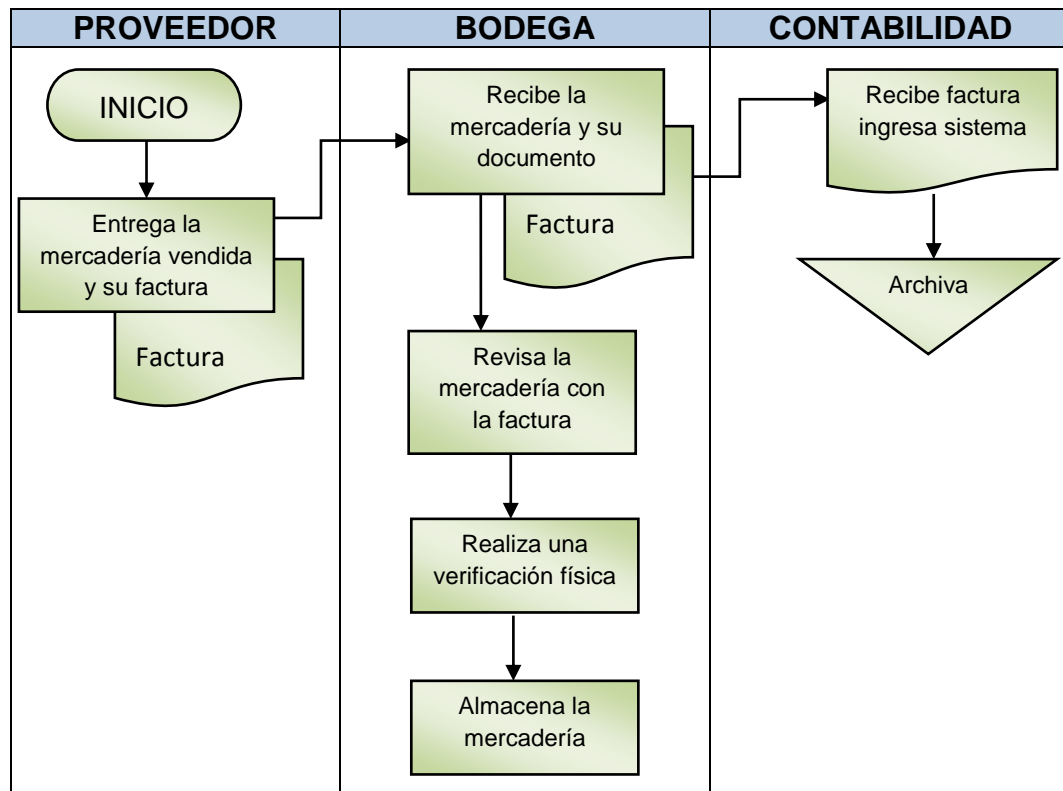 PROVEEDOR
BODEGA
CONTABILIDAD
INICIO
Entrega la
mercadería vendida
y su factura
Factura
Recibe la
mercadería y su
documento
Factura
Revisa la
mercadería con
la factura
Realiza una
verificación física
Almacena la
mercadería
Recibe factura
ingresa sistema
Archiva